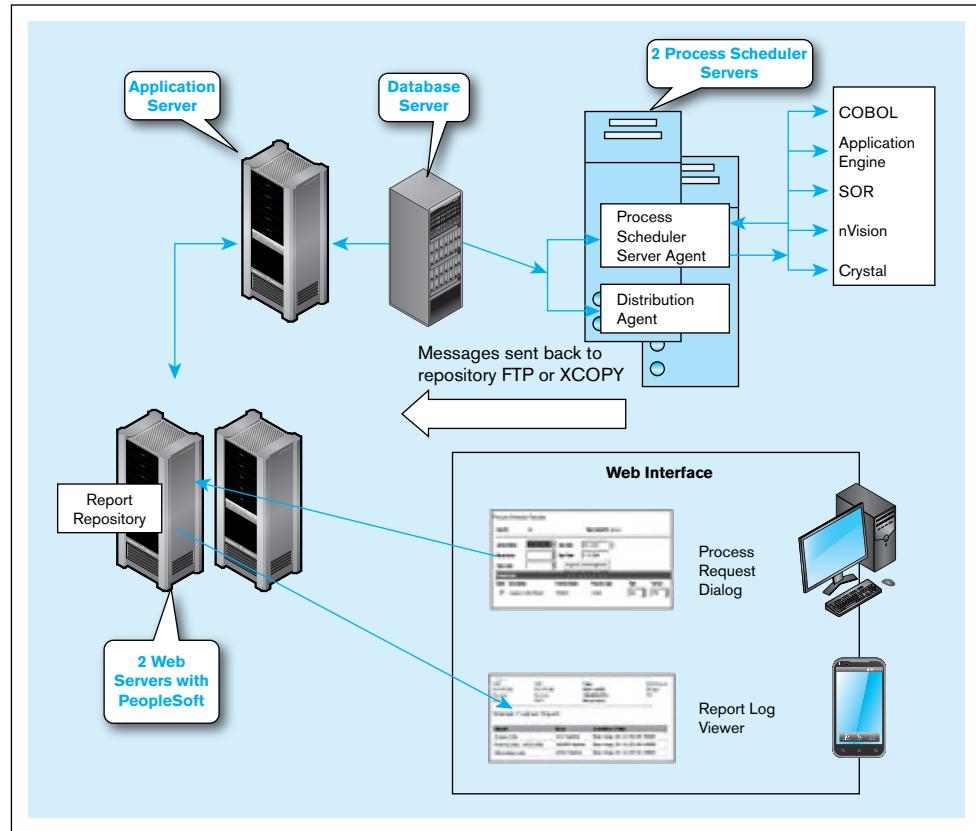 Application
Server
Database
Server
2 Process Scheduler
Servers
COBOL
Application
Engine
SOR
nVision
Crystal
Process
Scheduler
Server Agent
Distribution
Agent
Messages sent back to
repository FTP or XCOPY
Report
Repository
2 Web
Servers with
PeopleSoft
Web Interface
Process
Request
Dialog
Report Log
Viewer